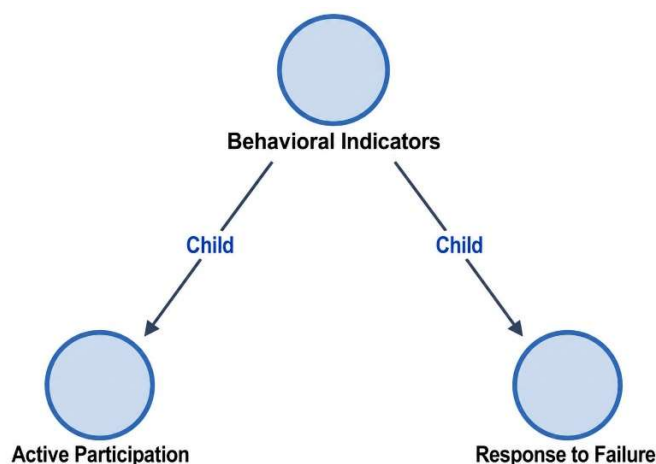 Behavioral Indicators
Child
Child
Active Participation
Response to Failure